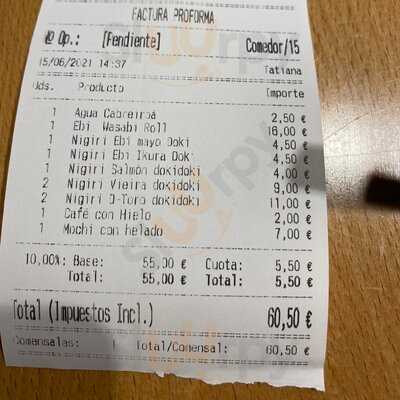 FACTURA PROFORMA
Nº Op.: [Pendiente] Comedor/15
15/06/2021 14:37 Tatiana
Uds. Producto Importe
1 Agua Cabreiroá 2,50 €
1 Ebi Wasabi Roll 16,00 €
1 Nigiri Ebi mayo Doki 4,50 €
1 Nigiri Ebi Ikura Doki 4,50 €
1 Nigiri Salmón dokidoki 4,00 €
2 Nigiri Vieira dokidoki 9,00 €
2 Nigiri O-Toro dokidoki 11,00 €
1 Café con Hielo 2,00 €
1 Mochi con helado 7,00 €
10,00%: Base: 55,00 € Cuota: 5,50 €
Total: 55,00 € Total: 5,50 €
Total (Impuestos Incl.) 60,50 €
Comensales: 1 Total/Comensal: 60,50 €